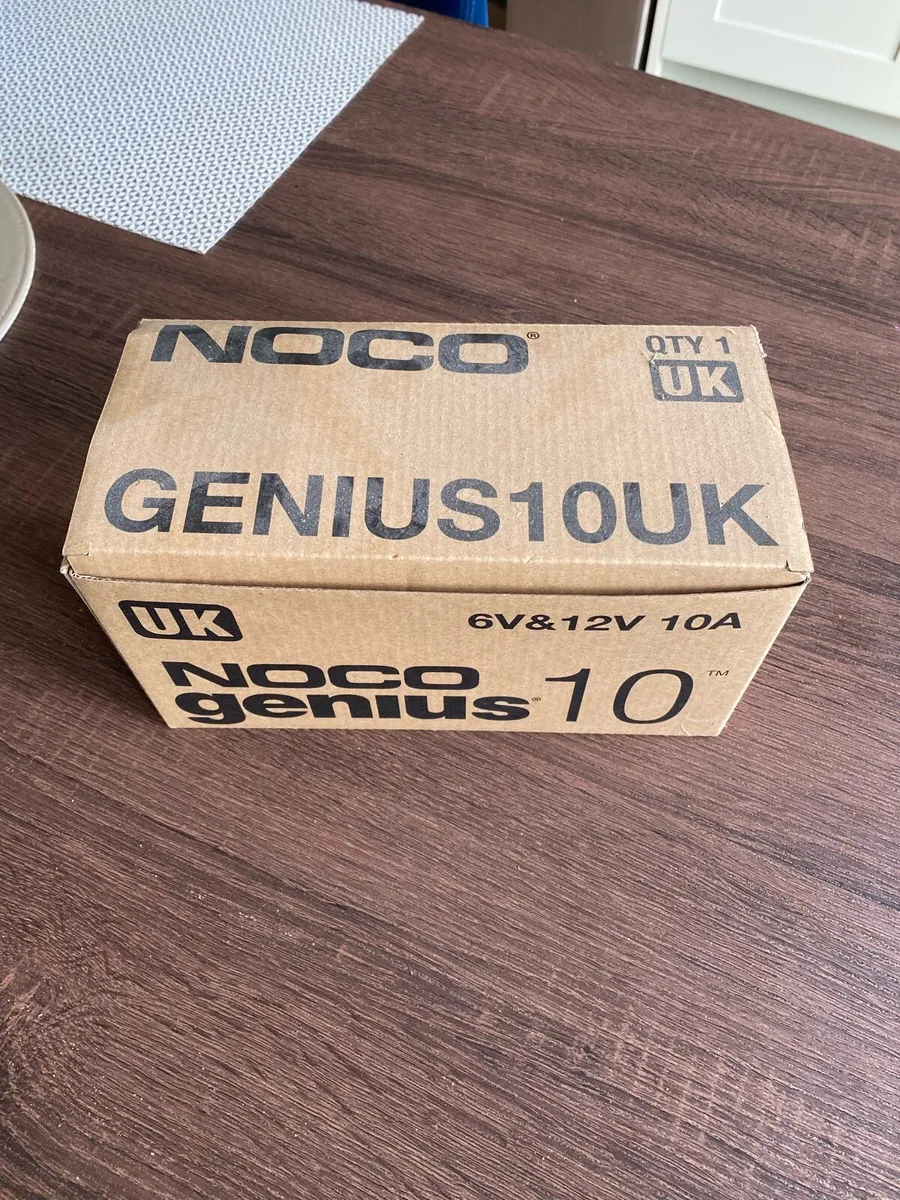 NOCO®
QTY 1
UK
GENIUS10UK
UK
6V&12V 10A
NOCO
genius® 10™